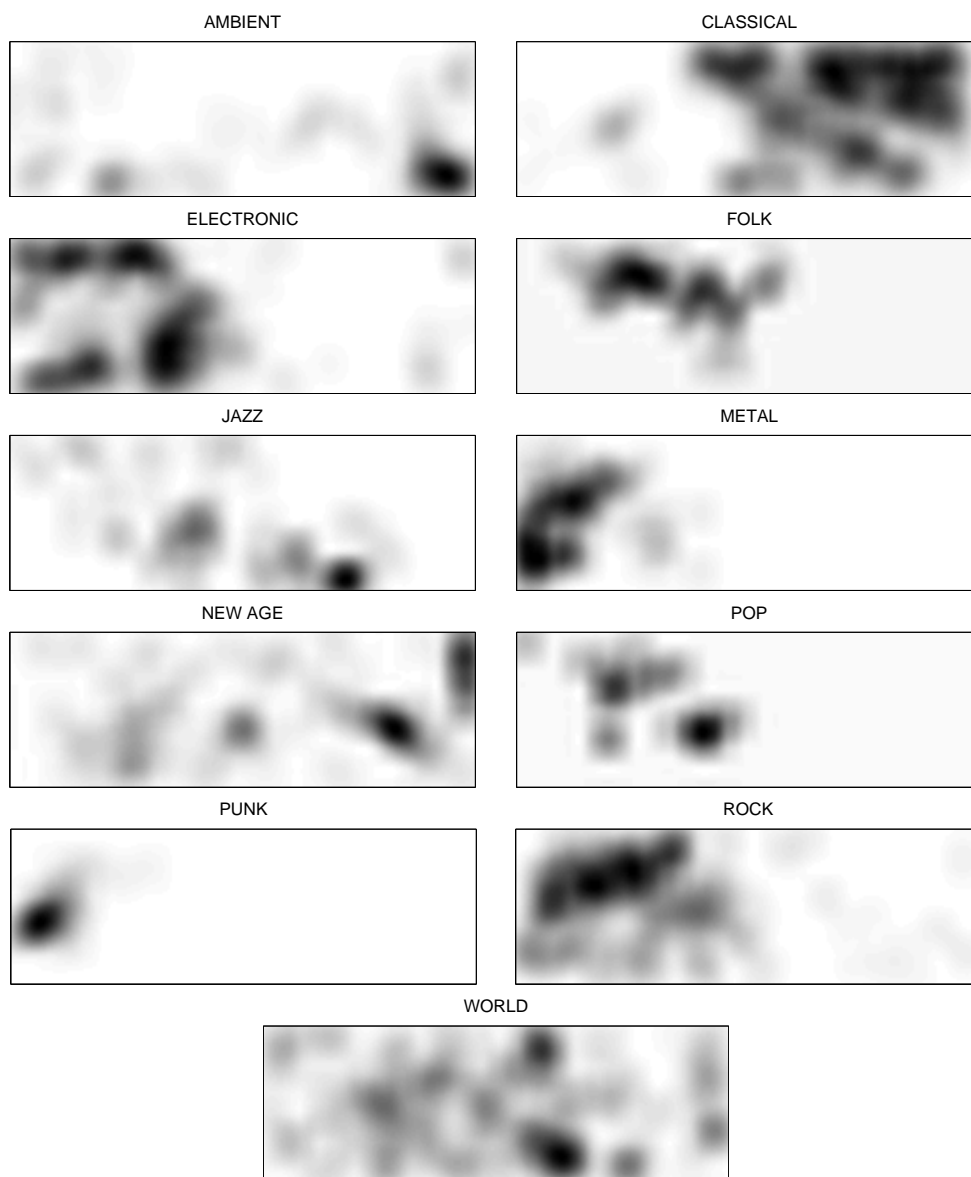 AMBIENT
CLASSICAL
ELECTRONIC
FOLK
JAZZ
METAL
NEW AGE
POP
PUNK
ROCK
WORLD